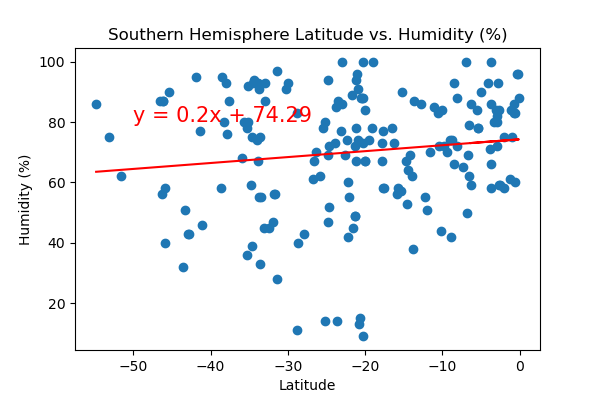 Southern Hemisphere Latitude vs. Humidity (%)
100
80
60
40
20
y = 0.2x + 74.29
Humidity (%)
−50 −40 −30 −20 −10 0
Latitude